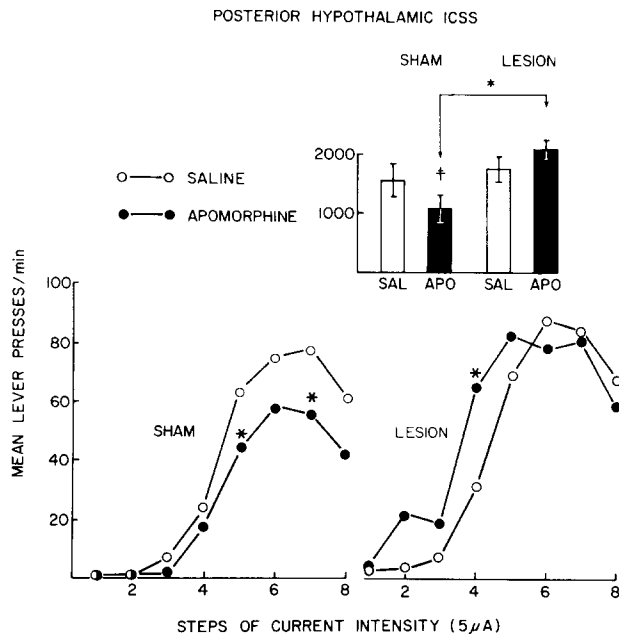 POSTERIOR HYPOTHALAMIC ICSS
SHAM LESION
*
2000
1000
‡
SAL APO SAL APO
SALINE
APOMORPHINE
MEAN LEVER PRESSES/min
100
80
60
40
20
SHAM
*
*
LESION
*
2 4 6 8 2 4 6 8
STEPS OF CURRENT INTENSITY (5μA)